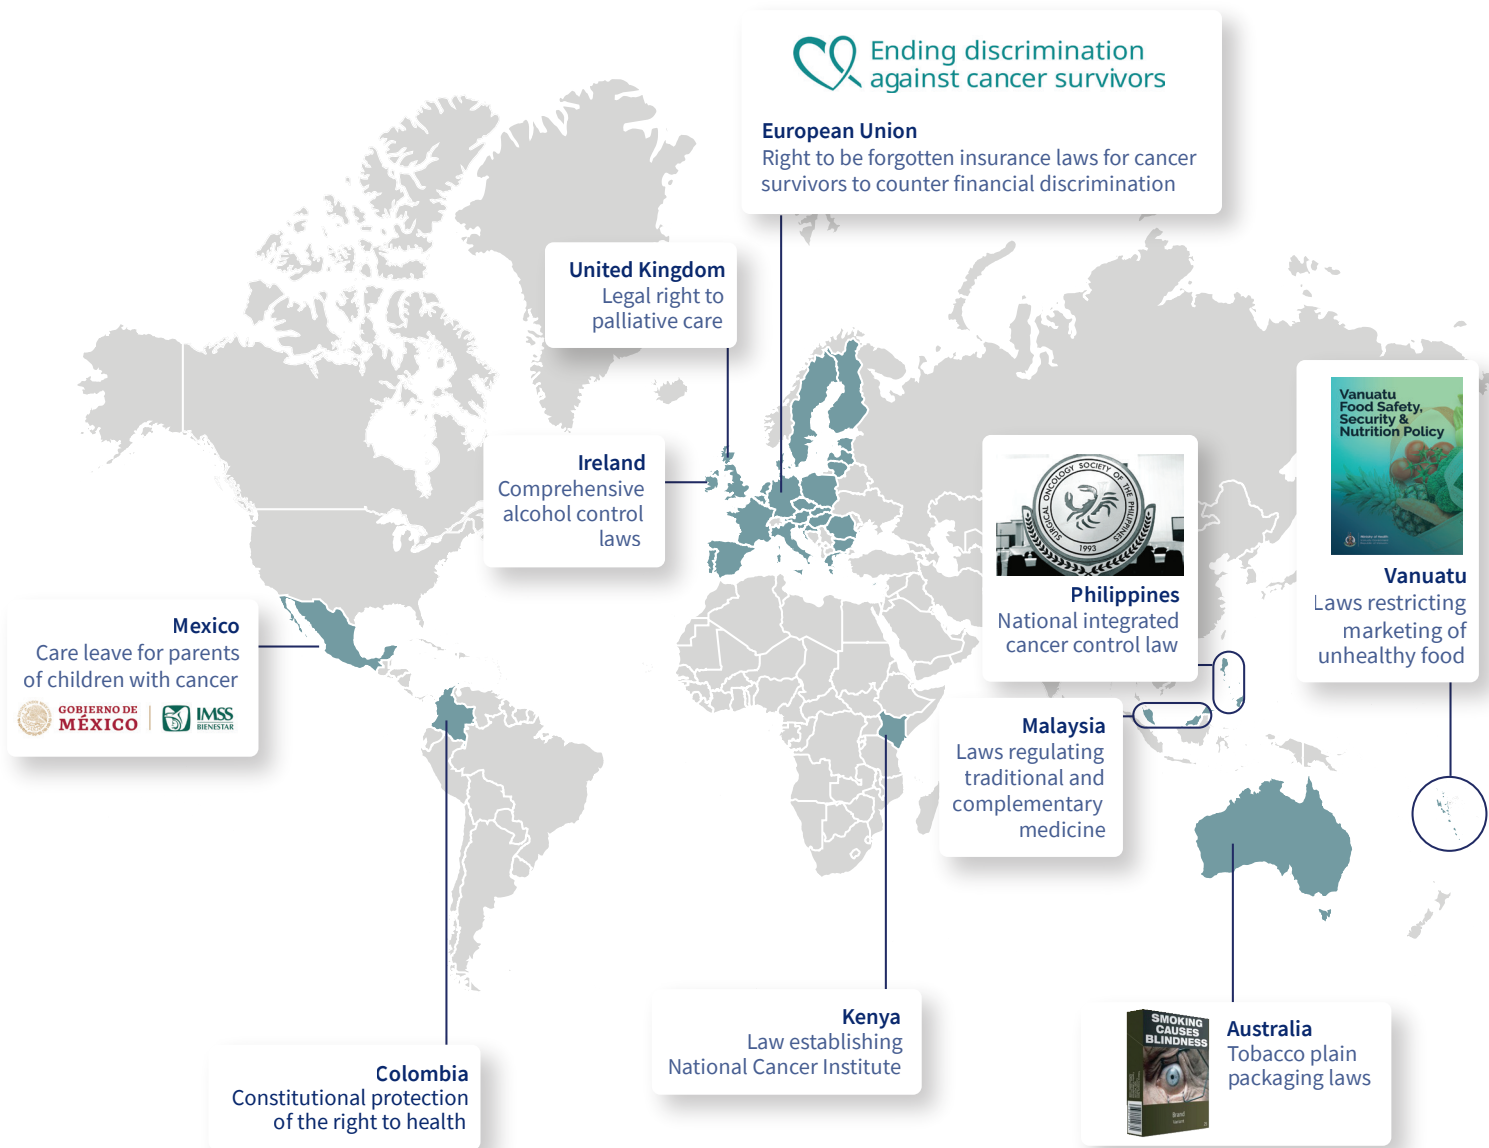 Ending discrimination
against cancer survivors
European Union
Right to be forgotten insurance laws for cancer
survivors to counter financial discrimination
United Kingdom
Legal right to
palliative care
Ireland
Comprehensive
alcohol control
laws
Mexico
Care leave for parents
of children with cancer
GOBIERNO DE
MÉXICO
IMSS
BIENESTAR
SURGICAL ONCOLOGY SOCIETY OF THE PHILIPPINES
1993
Philippines
National integrated
cancer control law
Vanuatu
Food Safety,
Security &
Nutrition Policy
Vanuatu
Laws restricting
marketing of
unhealthy food
Malaysia
Laws regulating
traditional and
complementary
medicine
Colombia
Constitutional protection
of the right to health
Kenya
Law establishing
National Cancer Institute
SMOKING
CAUSES
BLINDNESS
Brand
Australia
Tobacco plain
packaging laws